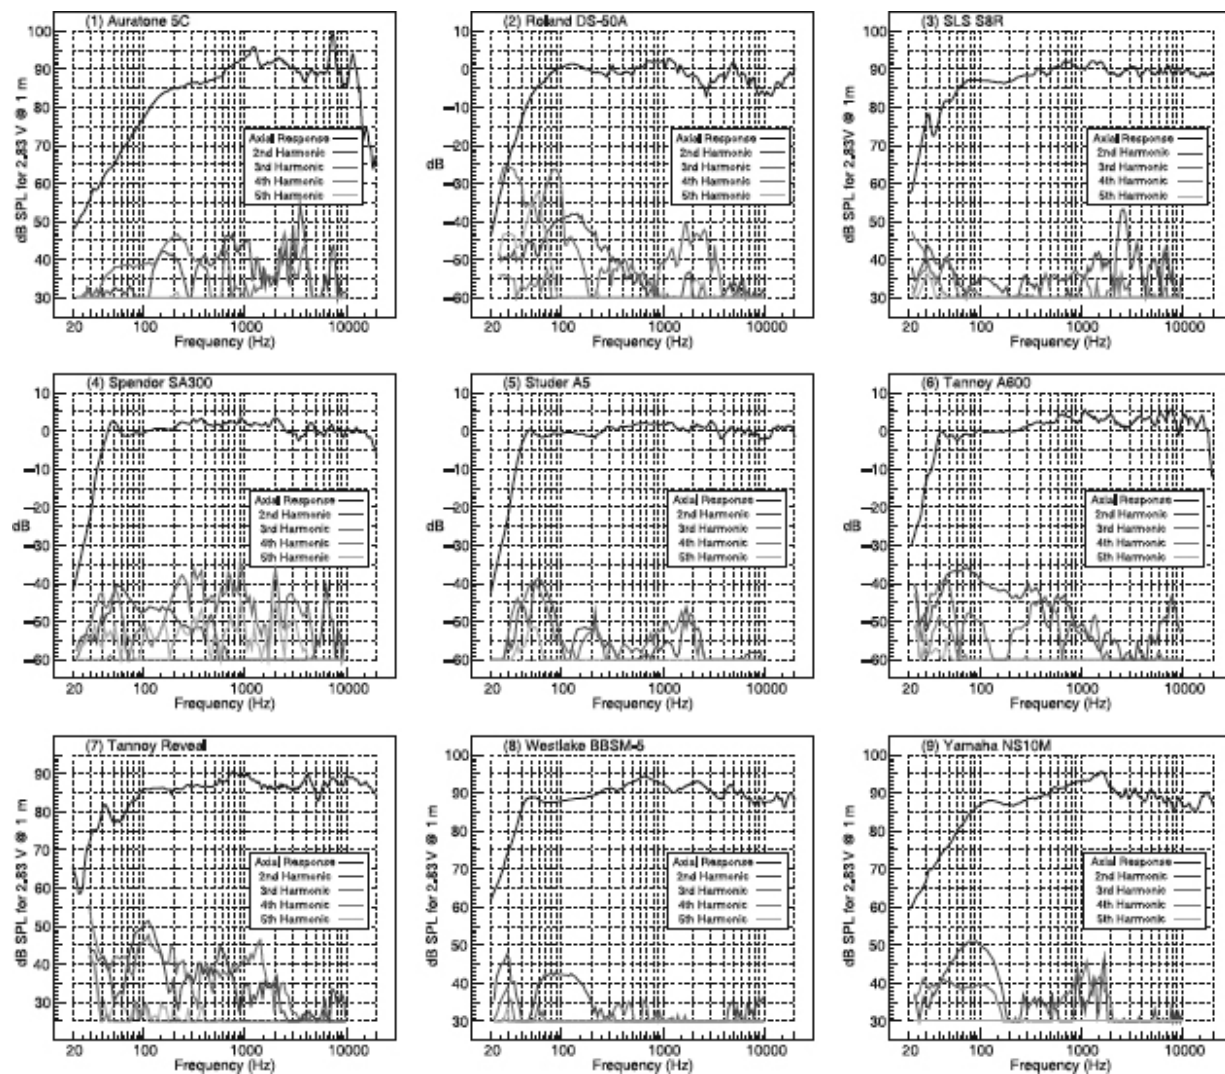 (1) Auratone 5C
100
90
80
70
60
50
40
30
dB SPL for 2.83 V @ 1 m
Axial Response
2nd Harmonic
3rd Harmonic
4th Harmonic
5th Harmonic
20 100 1000 10000
Frequency (Hz)
(2) Roland DS-50A
10
0
−10
−20
dB
−30
−40
−50
−60
Axial Response
2nd Harmonic
3rd Harmonic
4th Harmonic
5th Harmonic
20 100 1000 10000
Frequency (Hz)
(3) SLS S8R
100
90
80
70
60
50
40
30
dB SPL for 2.83 V @ 1m
Axial Response
2nd Harmonic
3rd Harmonic
4th Harmonic
5th Harmonic
20 100 1000 10000
Frequency (Hz)
(4) Spendor SA300
10
0
−10
−20
dB
−30
−40
−50
−60
Axial Response
2nd Harmonic
3rd Harmonic
4th Harmonic
5th Harmonic
20 100 1000 10000
Frequency (Hz)
(5) Studer A5
10
0
−10
−20
dB
−30
−40
−50
−60
Axial Response
2nd Harmonic
3rd Harmonic
4th Harmonic
5th Harmonic
20 100 1000 10000
Frequency (Hz)
(6) Tannoy A600
10
0
−10
−20
dB
−30
−40
−50
−60
Axial Response
2nd Harmonic
3rd Harmonic
4th Harmonic
5th Harmonic
20 100 1000 10000
Frequency (Hz)
(7) Tannoy Reveal
90
80
70
60
50
40
30
dB SPL for 2.83 V @ 1 m
Axial Response
2nd Harmonic
3rd Harmonic
4th Harmonic
5th Harmonic
20 100 1000 10000
Frequency (Hz)
(8) Westlake BBSM-5
100
90
80
70
60
50
40
30
dB SPL for 2.83 V @ 1 m
Axial Response
2nd Harmonic
3rd Harmonic
4th Harmonic
5th Harmonic
20 100 1000 10000
Frequency (Hz)
(9) Yamaha NS10M
100
90
80
70
60
50
40
30
dB SPL for 2.83 V @ 1 m
Axial Response
2nd Harmonic
3rd Harmonic
4th Harmonic
5th Harmonic
20 100 1000 10000
Frequency (Hz)